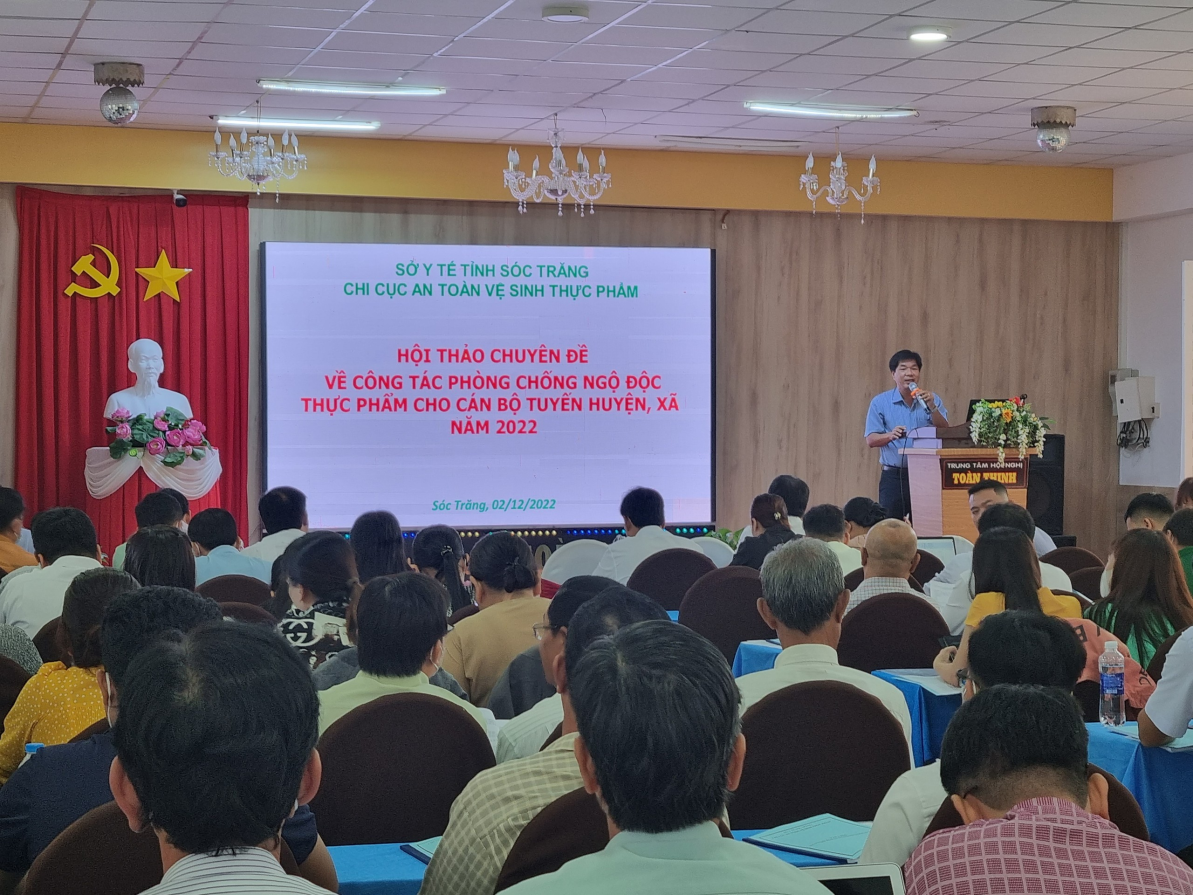 SỞ Y TẾ TỈNH SÓC TRĂNG
CHI CỤC AN TOÀN VỆ SINH THỰC PHẨM
HỘI THẢO CHUYÊN ĐỀ
VỀ CÔNG TÁC PHÒNG CHỐNG NGỘ ĐỘC
THỰC PHẨM CHO CÁN BỘ TUYẾN HUYỆN, XÃ
NĂM 2022
Sóc Trăng, 02/12/2022
TRUNG TÂM HỘI NGHỊ
TOÀN THỊNH